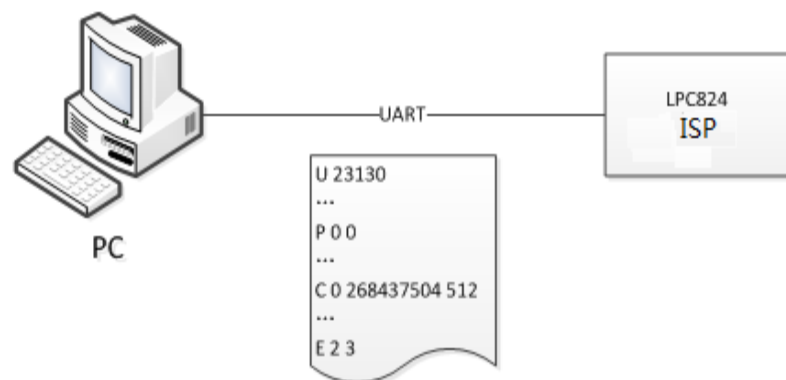 UART
LPC824
ISP
PC
U 23130
...
P 0 0
...
C 0 268437504 512
...
E 2 3